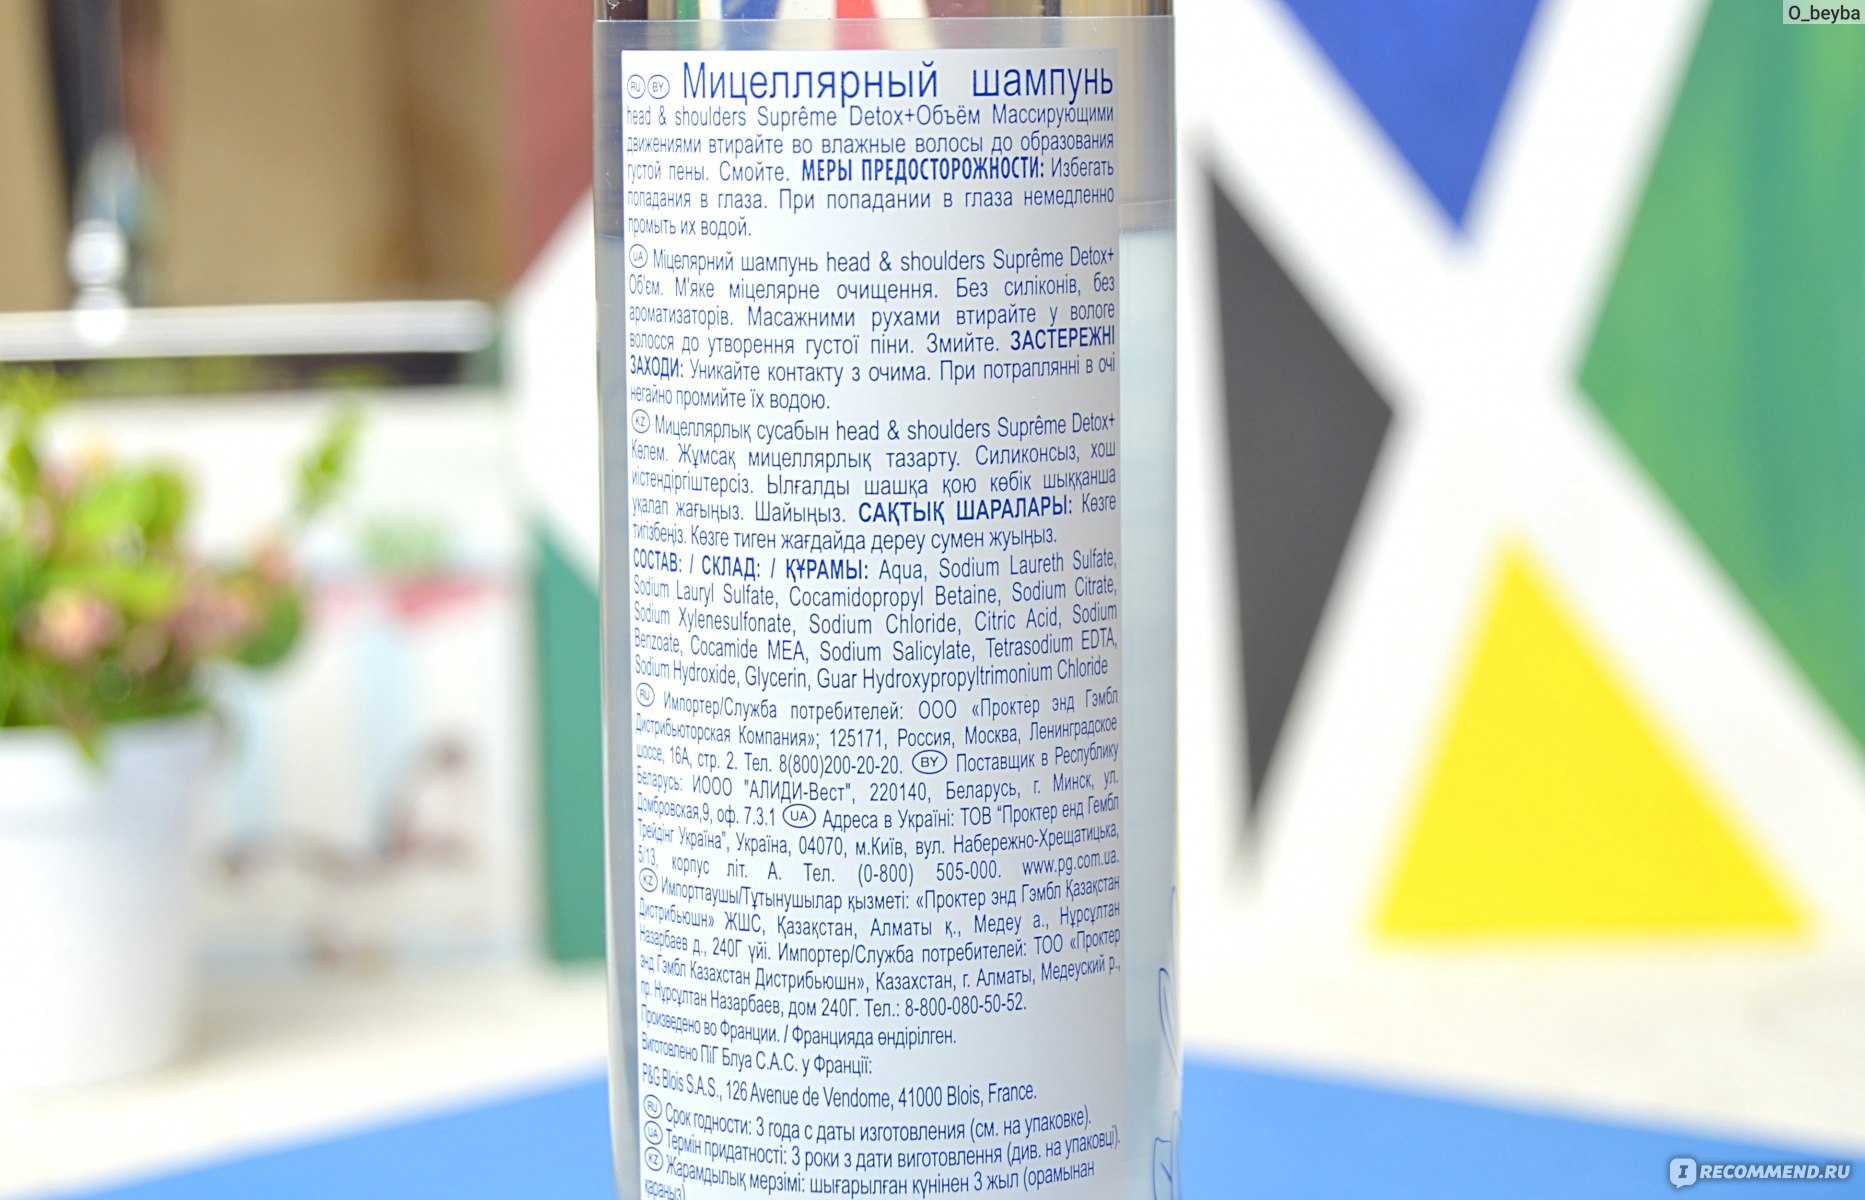 O_beyba
RU BY Мицеллярный шампунь
head & shoulders Suprême Detox+Объём Массирующими
движениями втирайте во влажные волосы до образования
густой пены. Смойте. МЕРЫ ПРЕДОСТОРОЖНОСТИ: Избегать
попадания в глаза. При попадании в глаза немедленно
промыть их водой.
UA Міцелярний шампунь head & shoulders Suprême Detox+
Об'єм. М'яке міцелярне очищення. Без силіконів, без
ароматизаторів. Масажними рухами втирайте у вологе
волосся до утворення густої піни. Змийте. ЗАСТЕРЕЖНІ
ЗАХОДИ: Уникайте контакту з очима. При потраплянні в очі
негайно промийте їх водою.
KZ Мицеллярлық сусабын head & shoulders Suprême Detox+
Көлем. Жұмсақ мицеллярлық тазарту. Силиконсыз, хош
иістендіргіштерсіз. Ылғалды шашқа қою көбік шыққанша
уқалап жағыңыз. Шайыңыз. САҚТЫҚ ШАРАЛАРЫ: Көзге
тигізбеңіз. Көзге тиген жағдайда дереу сумен жуыңыз.
СОСТАВ: / СКЛАД: / ҚҰРАМЫ: Aqua, Sodium Laureth Sulfate,
Sodium Lauryl Sulfate, Cocamidopropyl Betaine, Sodium Citrate,
Sodium Xylenesulfonate, Sodium Chloride, Citric Acid, Sodium
Benzoate, Cocamide MEA, Sodium Salicylate, Tetrasodium EDTA,
Sodium Hydroxide, Glycerin, Guar Hydroxypropyltrimonium Chloride
RU Импортер/Служба потребителей: ООО «Проктер энд Гэмбл
Дистрибьюторская Компания»; 125171, Россия, Москва, Ленинградское
шоссе, 16А, стр. 2. Тел. 8(800)200-20-20. BY Поставщик в Республику
Беларусь: ИООО "АЛИДИ-Вест", 220140, Беларусь, г. Минск, ул.
Домбровская,9, оф. 7.3.1 UA Адреса в Україні: ТОВ "Проктер енд Гембл
Трейдінг Україна", Україна, 04070, м.Київ, вул. Набережно-Хрещатицька,
5/13, корпус літ. А. Тел. (0-800) 505-000. www.pg.com.ua.
KZ Импорттаушы/Тұтынушылар қызметі: «Проктер энд Гэмбл Қазақстан
Дистрибьюшн» ЖШС, Қазақстан, Алматы қ., Медеу а., Нұрсұлтан
Назарбаев д., 240Г үйі. Импортер/Служба потребителей: ТОО «Проктер
энд Гэмбл Казахстан Дистрибьюшн», Казахстан, г. Алматы, Медеуский р.,
пр. Нұрсұлтан Назарбаев, дом 240Г. Тел.: 8-800-080-50-52.
Произведено во Франции. / Францияда өндірілген.
Виготовлено ПіГ Блуа С.А.С. у Франції:
P&G Blois S.A.S., 126 Avenue de Vendome, 41000 Blois, France.
RU Срок годности: 3 года с даты изготовления (см. на упаковке).
UA Термін придатності: 3 роки з дати виготовлення (див. на упаковці).
KZ Жарамдылық мерзімі: шығарылған күнінен 3 жыл (орамынан
қараңыз)
IRECOMMEND.RU